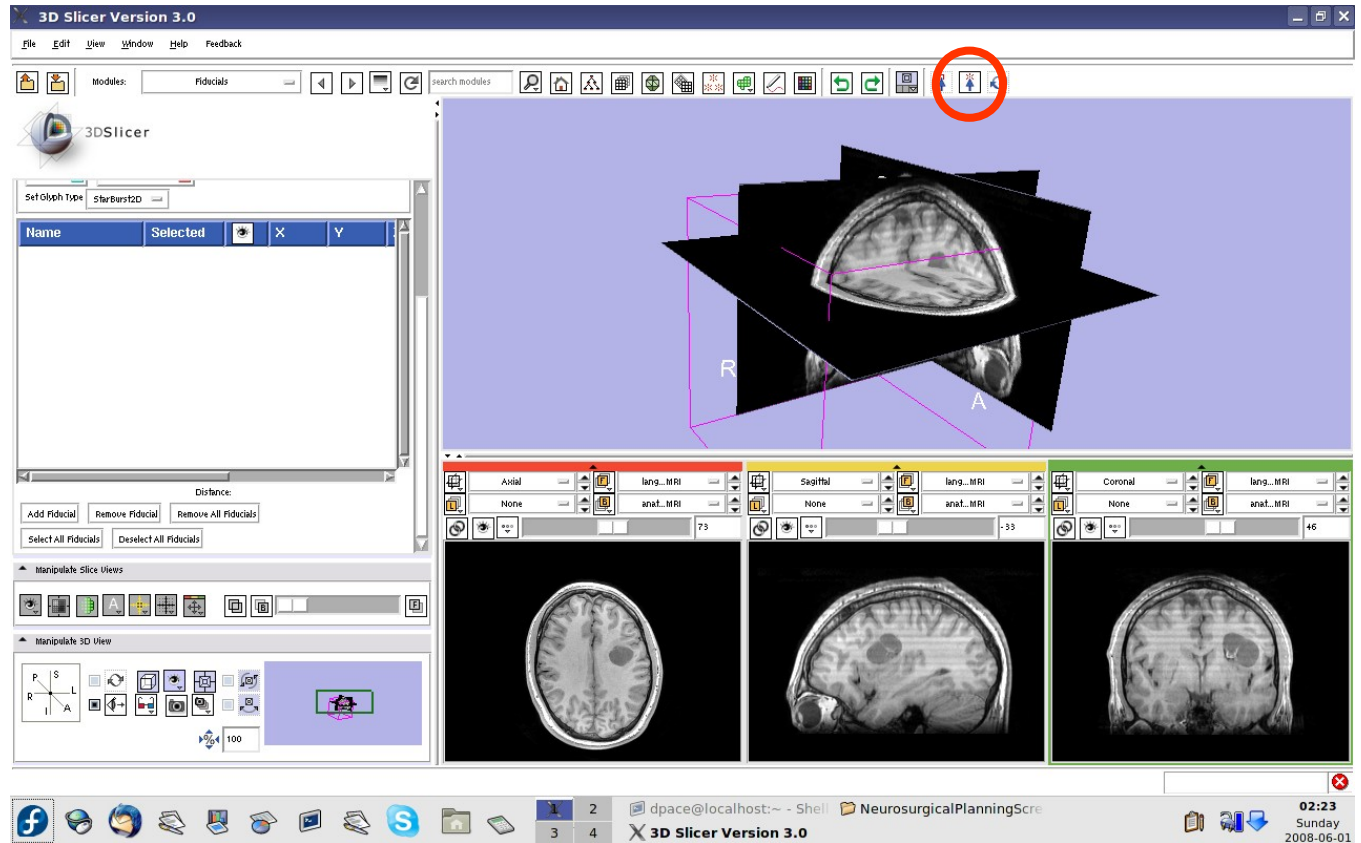 3D Slicer Version 3.0
File Edit View Window Help Feedback
Modules: Fiducials search modules
3DSlicer
Set Glyph Type StarBurst2D
Name Selected X Y
R
A
Distance:
Add Fiducial Remove Fiducial Remove All Fiducials
Select All Fiducials Deselect All Fiducials
Manipulate Slice Views
A B F
Manipulate 3D View
P S
R L
I A
% 100
Axial F lang...MRI
L None B anat...MRI
73
Sagittal F lang...MRI
L None B anat...MRI
-33
Coronal F lang...MRI
L None B anat...MRI
46
1 2
3 4
dpace@localhost:~ - Shell NeurosurgicalPlanningScre
3D Slicer Version 3.0
02:23
Sunday
2008-06-01